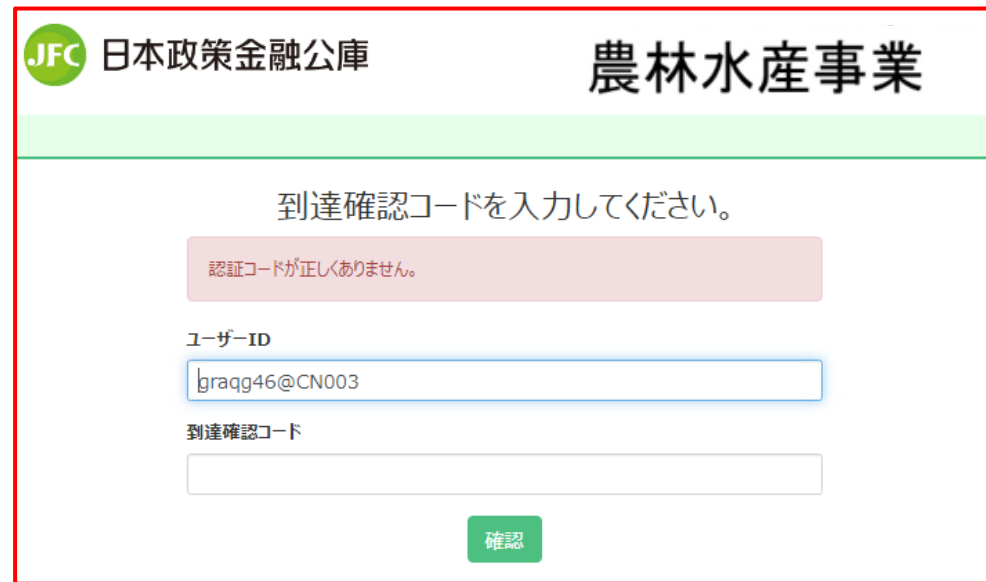 JFC 日本政策金融公庫
農林水産事業
到達確認コードを入力してください。
認証コードが正しくありません。
ユーザーID
graqg46@CN003
到達確認コード
確認